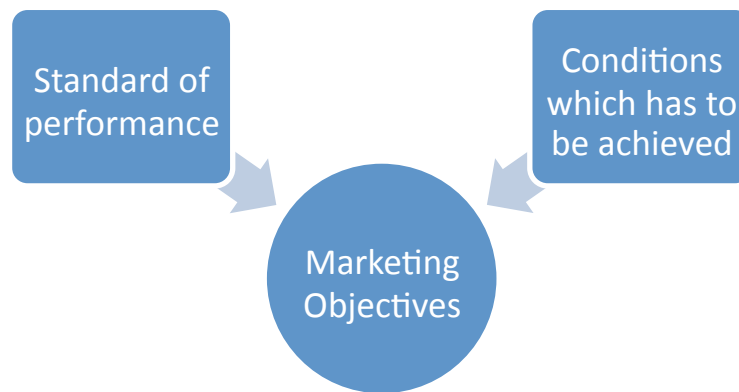 Standard of
performance
Conditions
which has to
be achieved
Marketing
Objectives